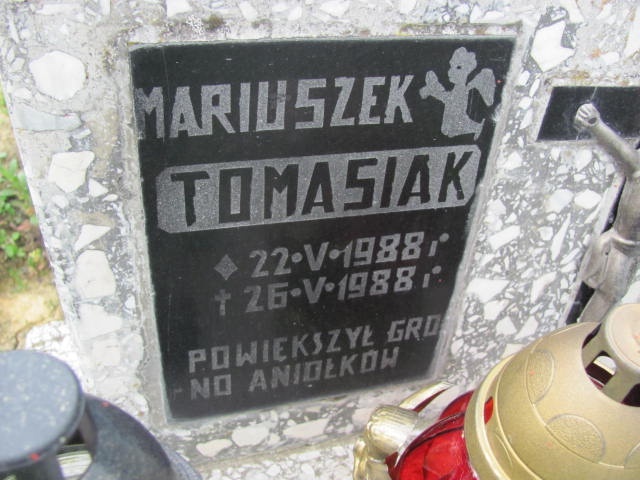 MARIUSZEK
TOMASIAK
22·V·1988 r
† 26·V·1988 r
POWIĘKSZYŁ GRO
NO ANIOŁKÓW